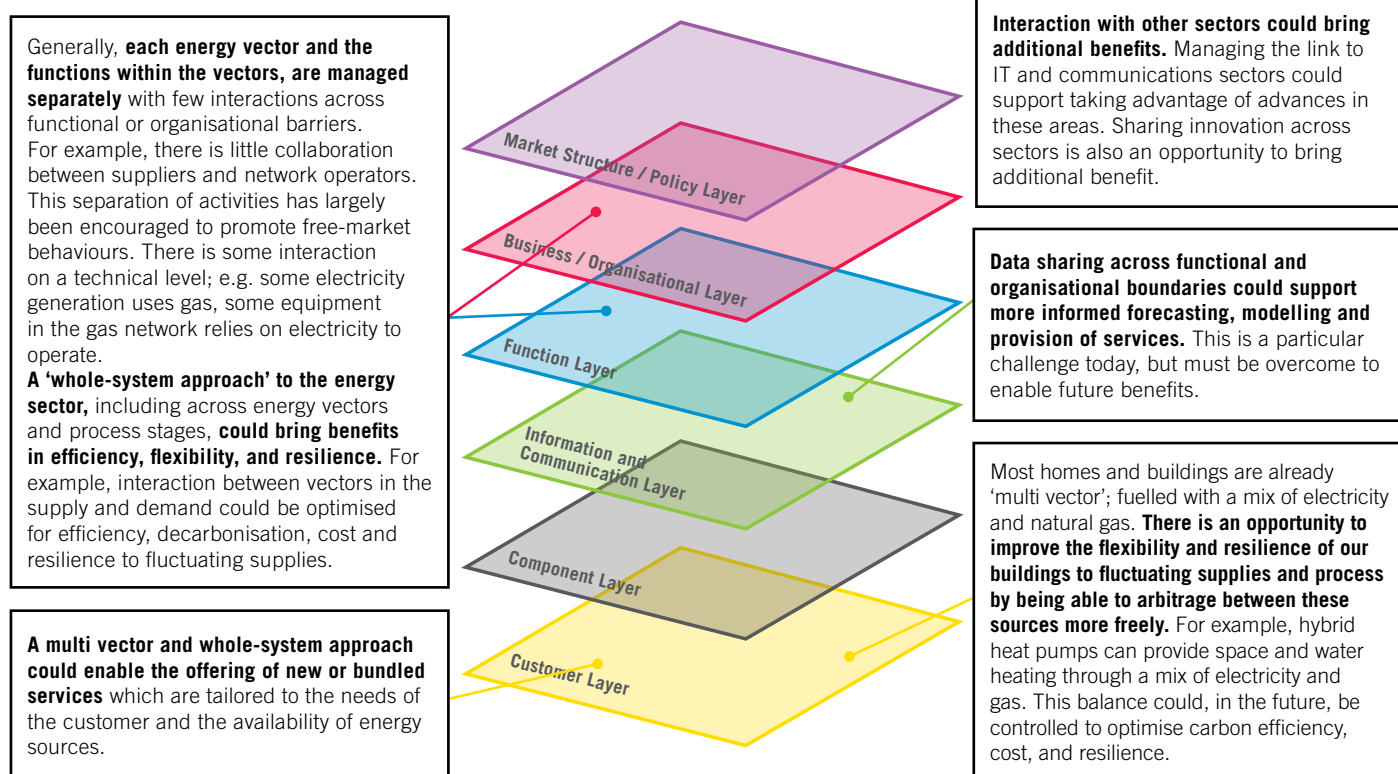 Generally, each energy vector and the
functions within the vectors, are managed
separately with few interactions across
functional or organisational barriers.
For example, there is little collaboration
between suppliers and network operators.
This separation of activities has largely
been encouraged to promote free-market
behaviours. There is some interaction
on a technical level; e.g. some electricity
generation uses gas, some equipment
in the gas network relies on electricity to
operate.
A ‘whole-system approach’ to the energy
sector, including across energy vectors
and process stages, could bring benefits
in efficiency, flexibility, and resilience. For
example, interaction between vectors in the
supply and demand could be optimised
for efficiency, decarbonisation, cost and
resilience to fluctuating supplies.
A multi vector and whole-system approach
could enable the offering of new or bundled
services which are tailored to the needs of
the customer and the availability of energy
sources.
Market Structure / Policy Layer
Business / Organisational Layer
Function Layer
Information and
Communication Layer
Component Layer
Customer Layer
Interaction with other sectors could bring
additional benefits. Managing the link to
IT and communications sectors could
support taking advantage of advances in
these areas. Sharing innovation across
sectors is also an opportunity to bring
additional benefit.
Data sharing across functional and
organisational boundaries could support
more informed forecasting, modelling and
provision of services. This is a particular
challenge today, but must be overcome to
enable future benefits.
Most homes and buildings are already
‘multi vector’; fuelled with a mix of electricity
and natural gas. There is an opportunity to
improve the flexibility and resilience of our
buildings to fluctuating supplies and process
by being able to arbitrage between these
sources more freely. For example, hybrid
heat pumps can provide space and water
heating through a mix of electricity and
gas. This balance could, in the future, be
controlled to optimise carbon efficiency,
cost, and resilience.